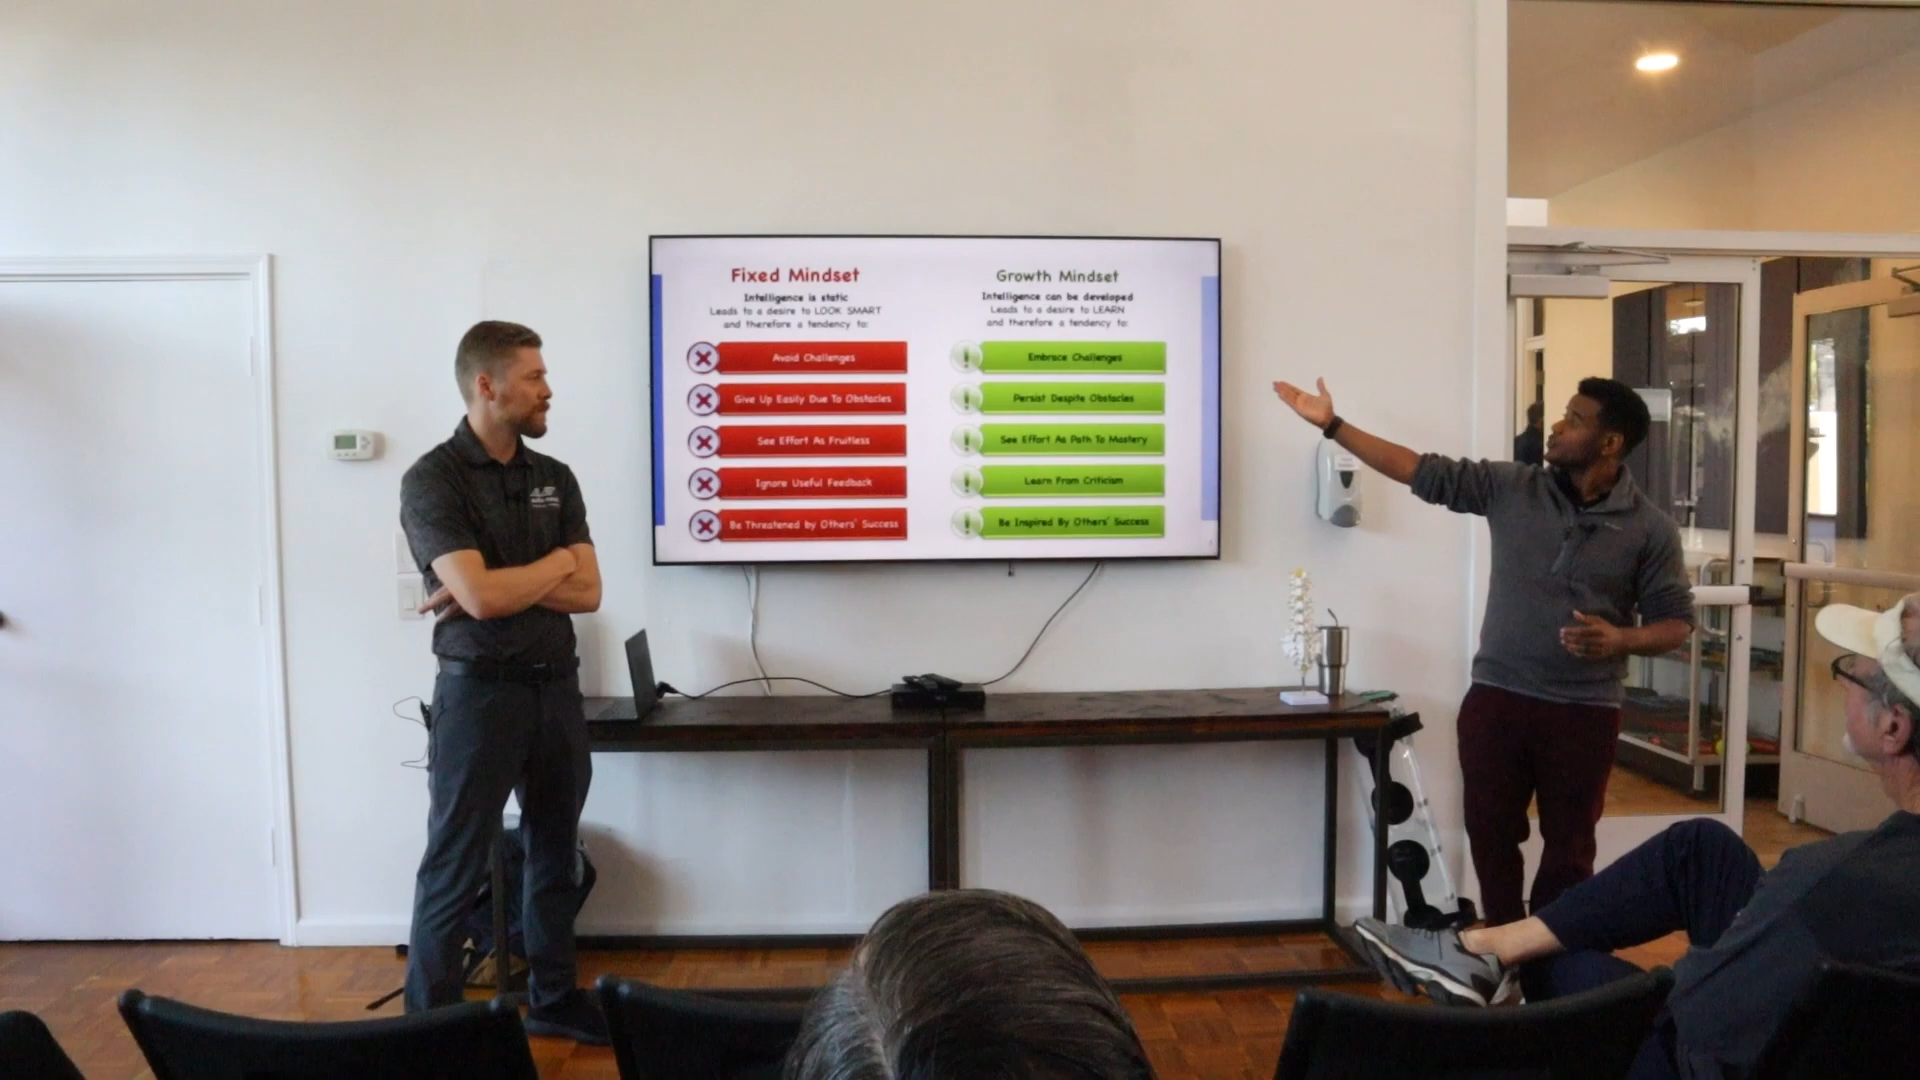 Fixed Mindset
Intelligence is static
Leads to a desire to LOOK SMART
and therefore a tendency to:
Avoid Challenges
Give Up Easily Due To Obstacles
See Effort As Fruitless
Ignore Useful Feedback
Be Threatened by Others' Success
Growth Mindset
Intelligence can be developed
Leads to a desire to LEARN
and therefore a tendency to:
Embrace Challenges
Persist Despite Obstacles
See Effort As Path To Mastery
Learn From Criticism
Be Inspired By Others' Success